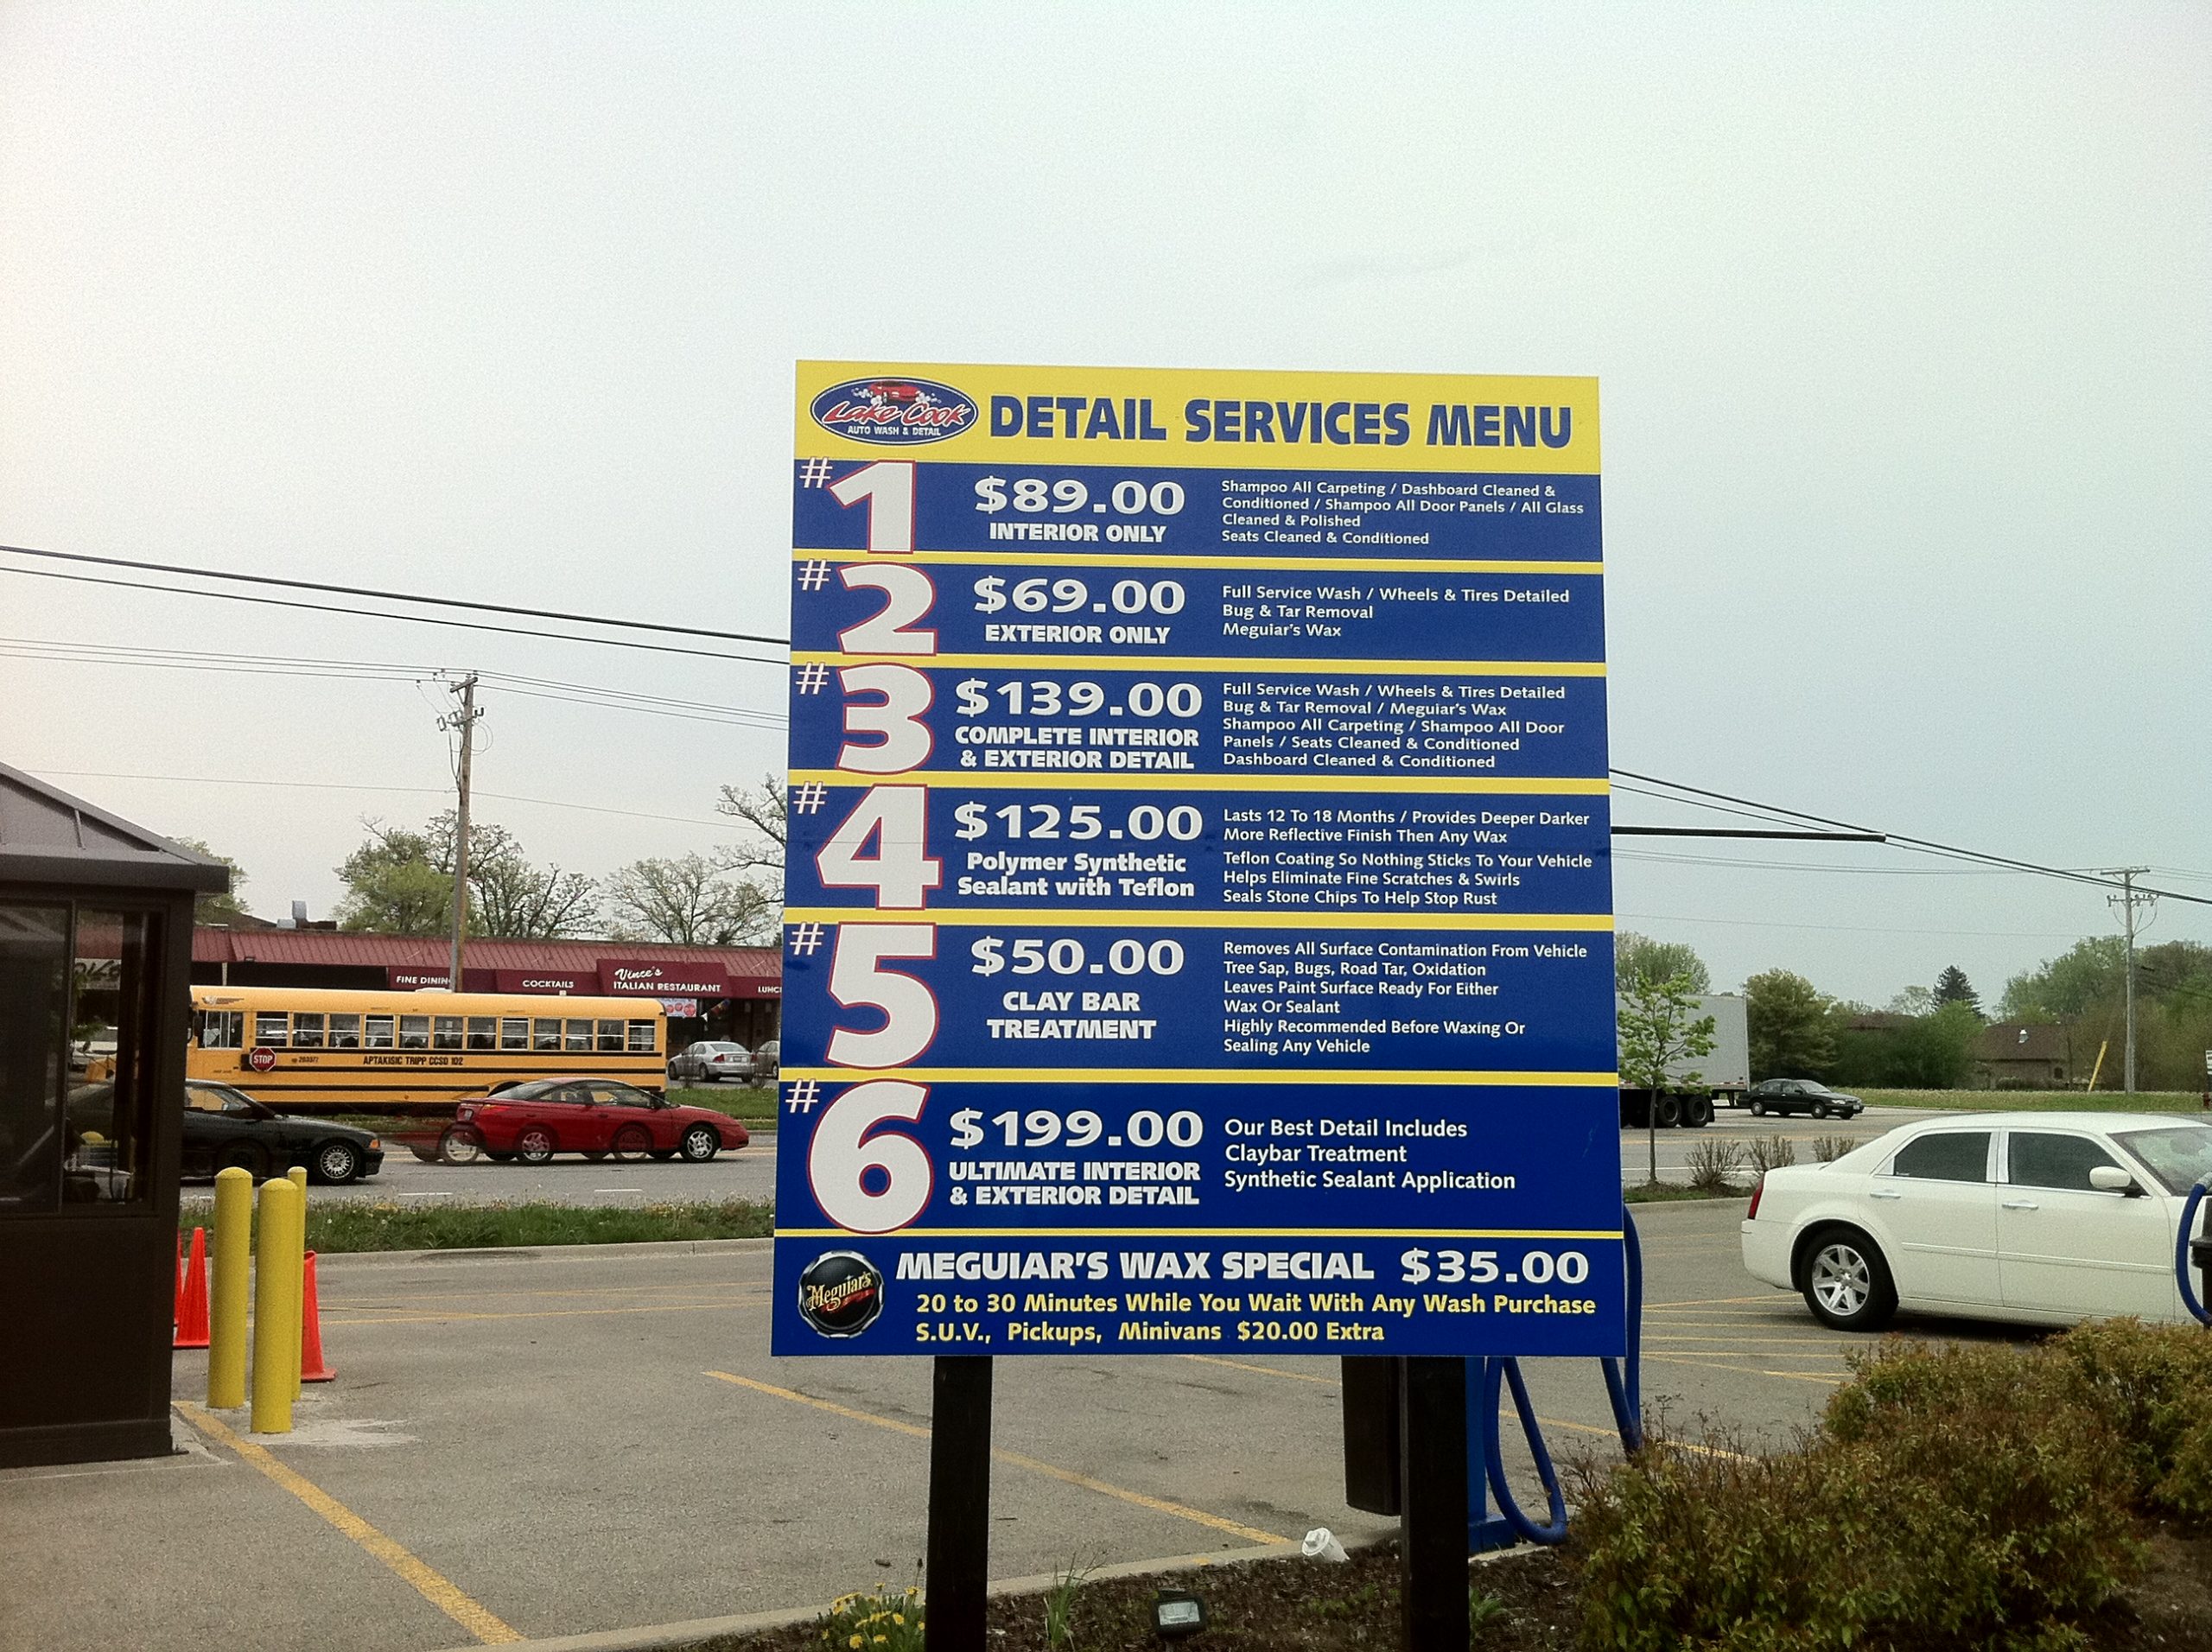 Lake Cook
AUTO WASH & DETAIL
DETAIL SERVICES MENU
#1
$89.00
INTERIOR ONLY
Shampoo All Carpeting / Dashboard Cleaned &
Conditioned / Shampoo All Door Panels / All Glass
Cleaned & Polished
Seats Cleaned & Conditioned
#2
$69.00
EXTERIOR ONLY
Full Service Wash / Wheels & Tires Detailed
Bug & Tar Removal
Meguiar's Wax
#3
$139.00
COMPLETE INTERIOR
& EXTERIOR DETAIL
Full Service Wash / Wheels & Tires Detailed
Bug & Tar Removal / Meguiar's Wax
Shampoo All Carpeting / Shampoo All Door
Panels / Seats Cleaned & Conditioned
Dashboard Cleaned & Conditioned
#4
$125.00
Polymer Synthetic
Sealant with Teflon
Lasts 12 To 18 Months / Provides Deeper Darker
More Reflective Finish Then Any Wax
Teflon Coating So Nothing Sticks To Your Vehicle
Helps Eliminate Fine Scratches & Swirls
Seals Stone Chips To Help Stop Rust
#5
$50.00
CLAY BAR
TREATMENT
Removes All Surface Contamination From Vehicle
Tree Sap, Bugs, Road Tar, Oxidation
Leaves Paint Surface Ready For Either
Wax Or Sealant
Highly Recommended Before Waxing Or
Sealing Any Vehicle
#6
$199.00
ULTIMATE INTERIOR
& EXTERIOR DETAIL
Our Best Detail Includes
Claybar Treatment
Synthetic Sealant Application
Meguiar's
MEGUIAR'S WAX SPECIAL $35.00
20 to 30 Minutes While You Wait With Any Wash Purchase
S.U.V., Pickups, Minivans $20.00 Extra
FINE DINING
COCKTAILS
Vince's
ITALIAN RESTAURANT
STOP
APTAKISIC TRIPP CCSD 102